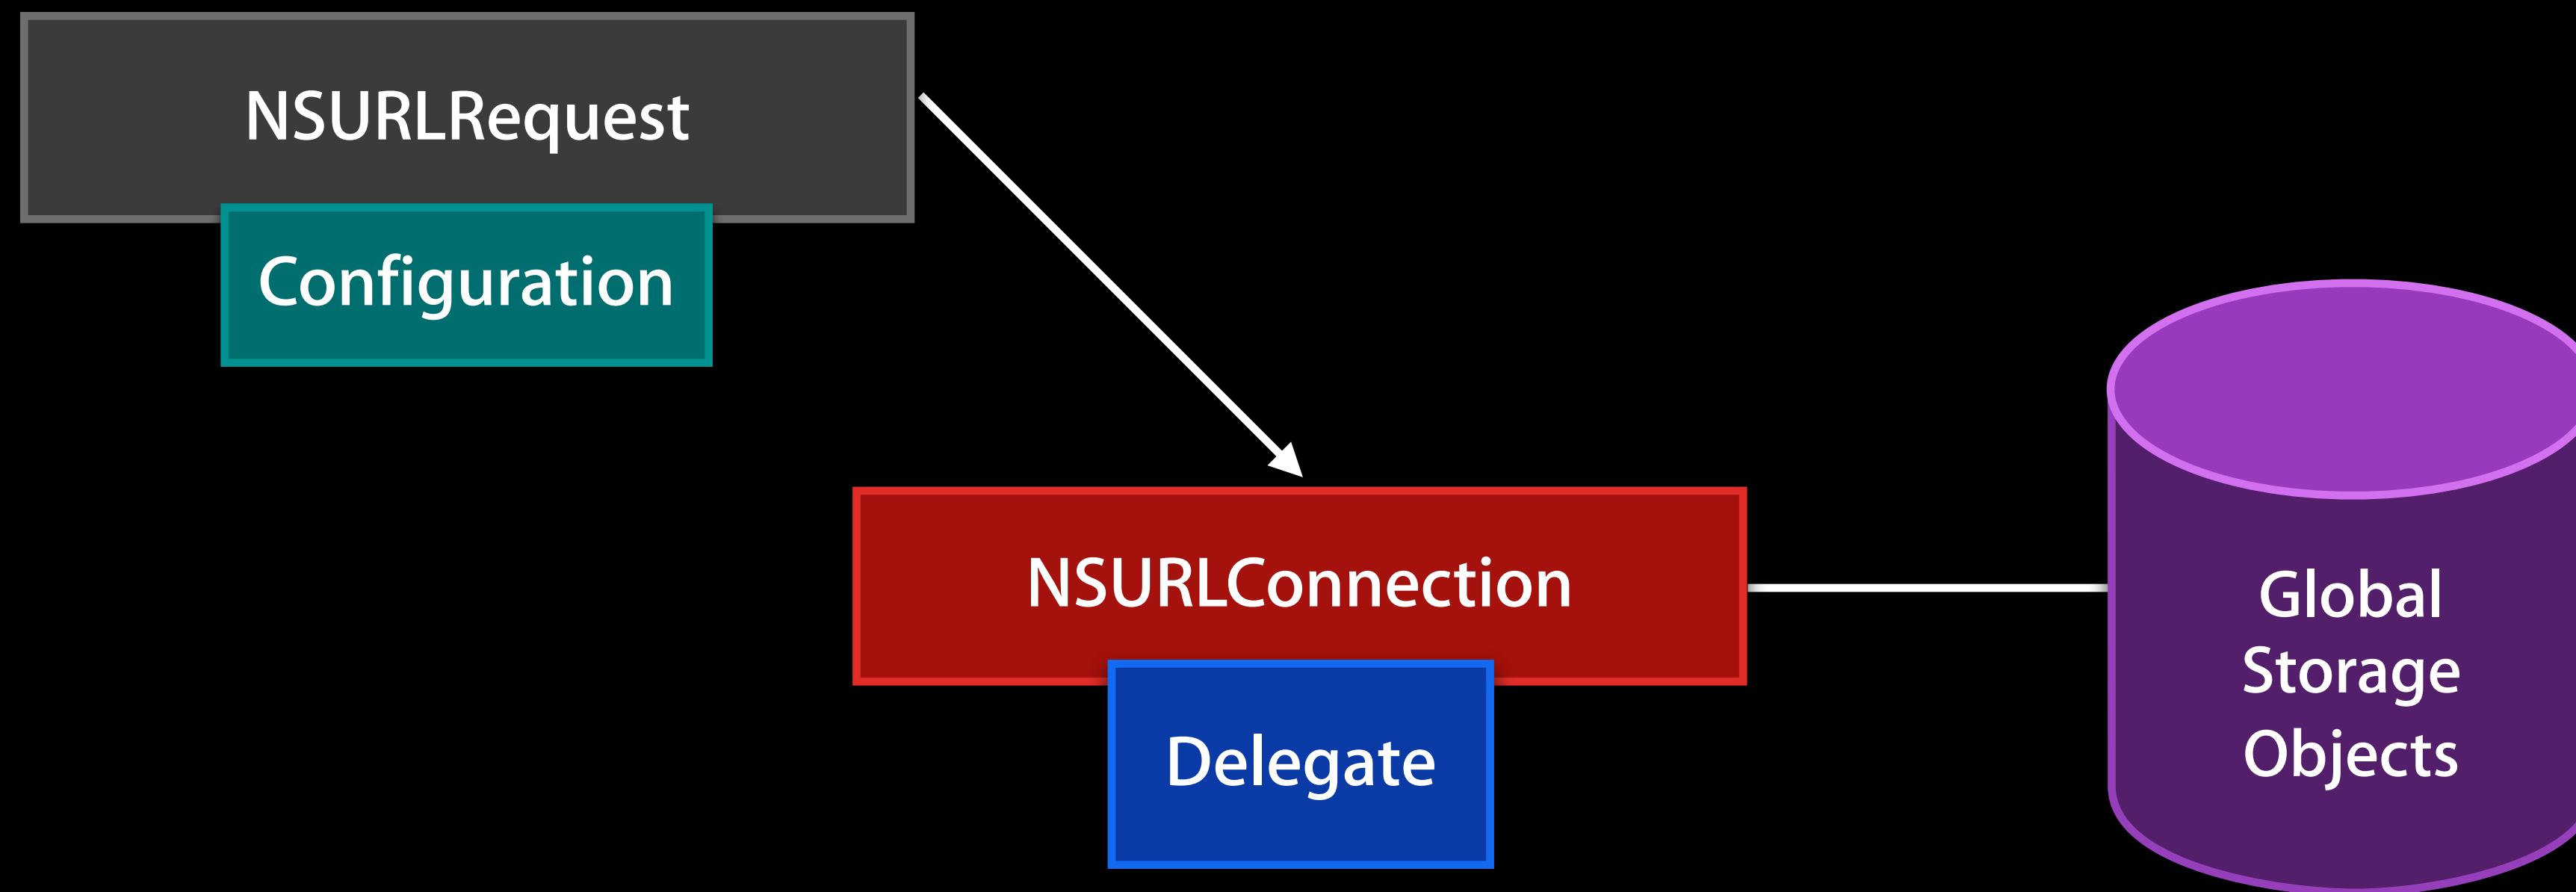 NSURLRequest
Configuration
NSURLConnection
Delegate
Global
Storage
Objects